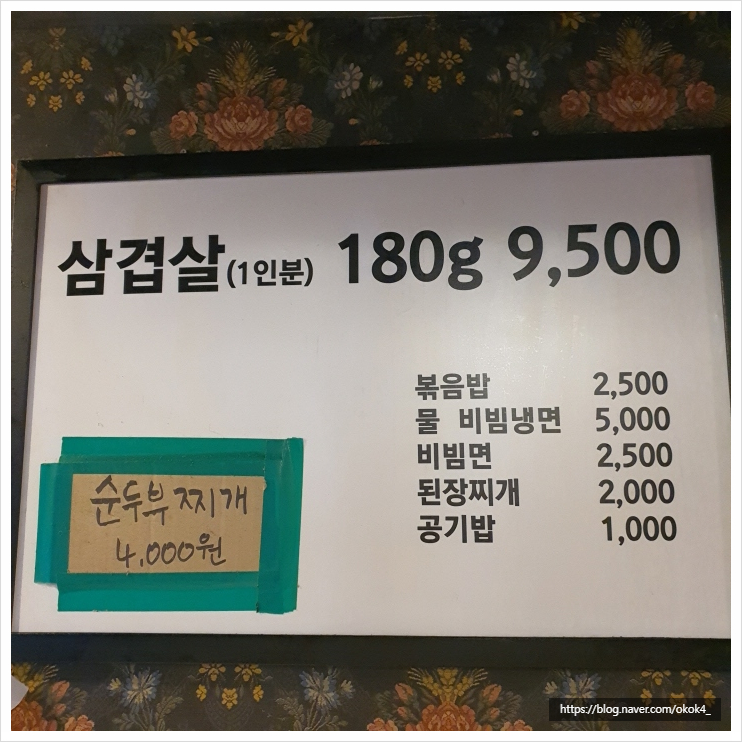 삼겹살(1인분) 180g 9,500
볶음밥 2,500
물 비빔냉면 5,000
비빔면 2,500
된장찌개 2,000
공기밥 1,000
순두부찌개
4,000원
https://blog.naver.com/okok4_